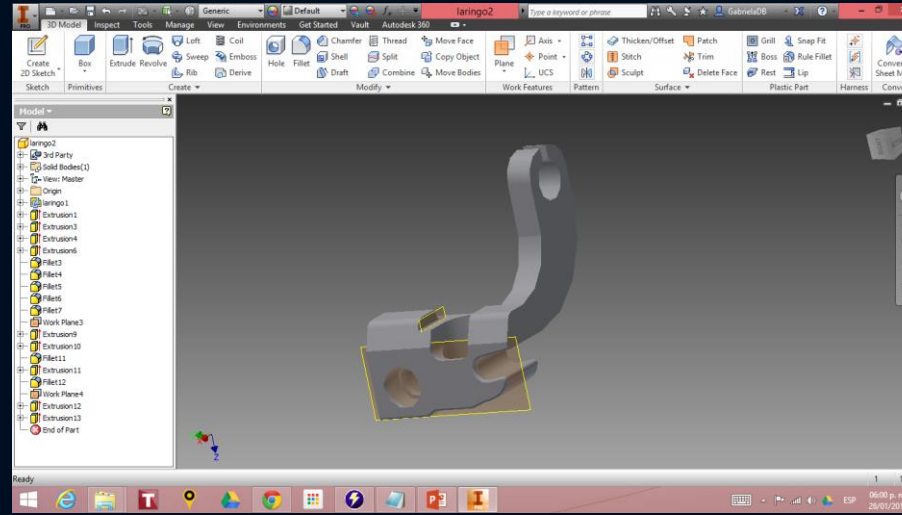 Generic Default laringo2 Type a keyword or phrase GabrielaDB
PRO 3D Model Inspect Tools Manage View Environments Get Started Vault Autodesk 360
Create 2D Sketch Box Extrude Revolve Loft Coil Hole Fillet Chamfer Thread Move Face Plane Axis Thicken/Offset Patch Grill Snap Fit
Sweep Emboss Shell Split Copy Object Point Stitch Trim Boss Rule Fillet
Rib Derive Draft Combine Move Bodies UCS Sculpt Delete Face Rest Lip
Sketch Primitives Create Modify Work Features Pattern Surface Plastic Part Harness
Model
laringo2
3rd Party
Solid Bodies(1)
View: Master
Origin
laringo1
Extrusion1
Extrusion3
Extrusion4
Extrusion6
Fillet3
Fillet4
Fillet5
Fillet6
Fillet7
Work Plane3
Extrusion9
Extrusion10
Fillet11
Extrusion11
Fillet12
Work Plane4
Extrusion12
Extrusion13
End of Part
Z
Ready 1 1
ESP 06:00 p. m.